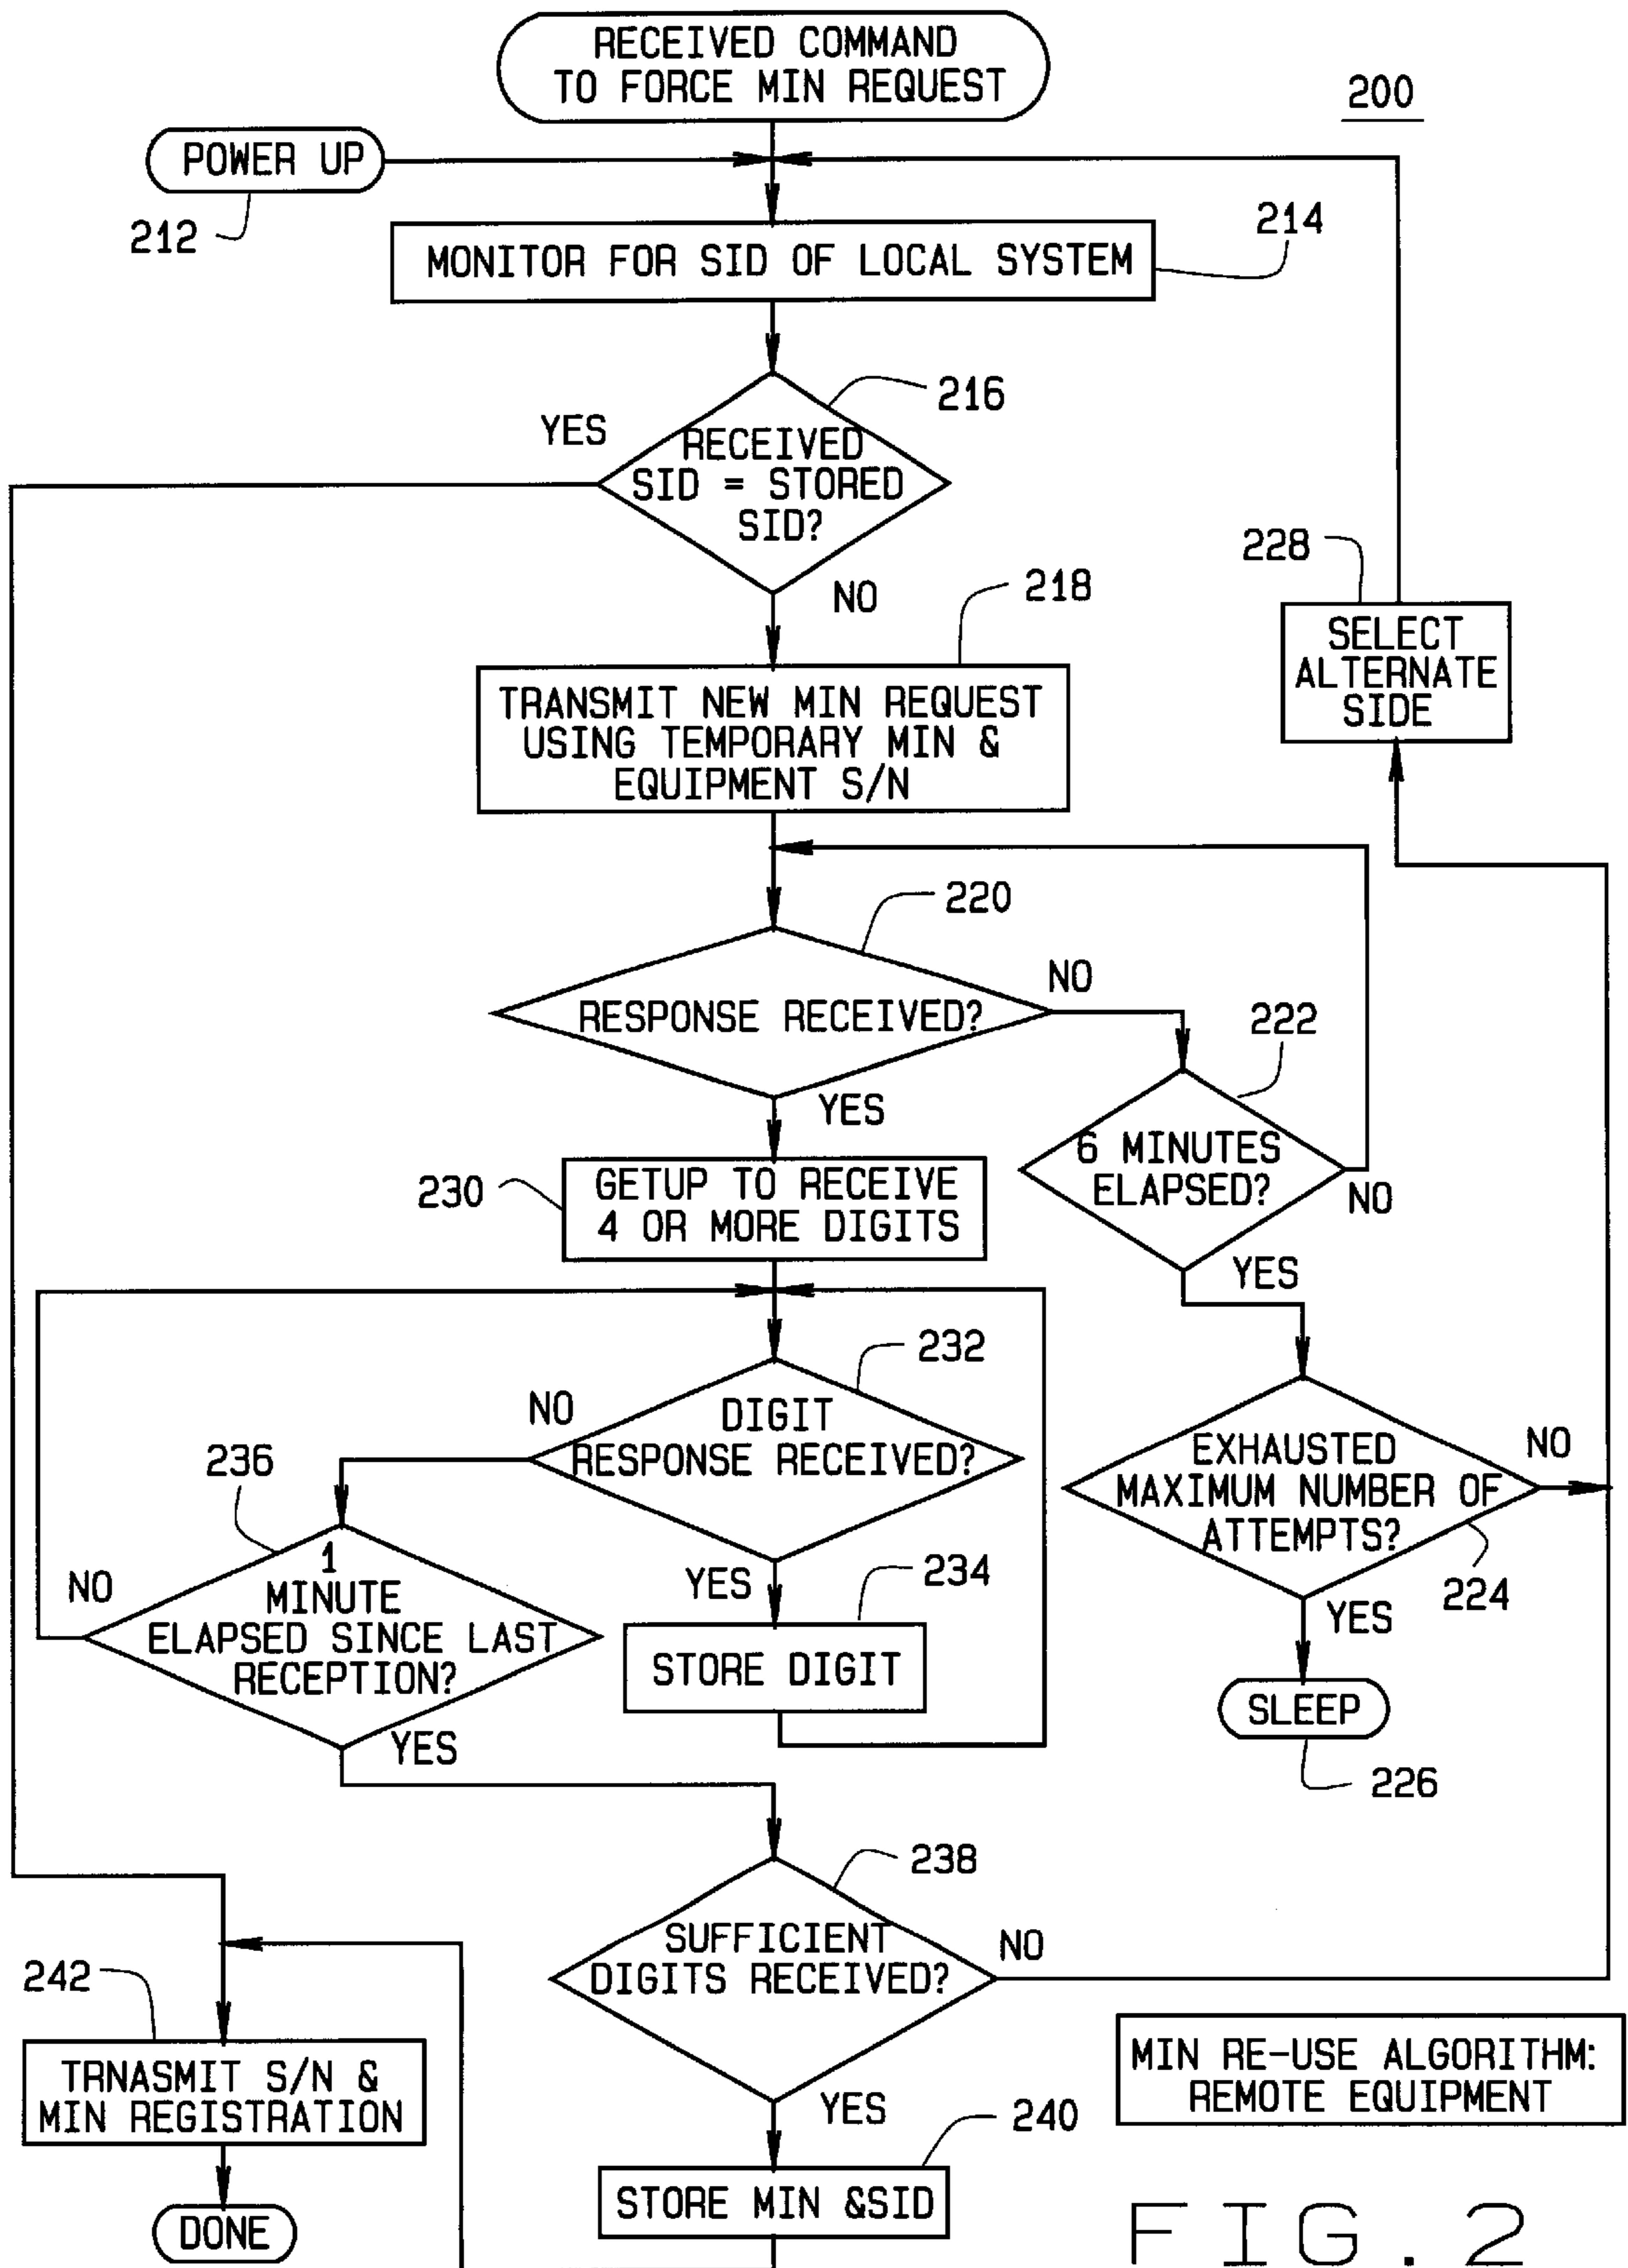 RECEIVED COMMAND
TO FORCE MIN REQUEST
200
POWER UP
212
214
MONITOR FOR SID OF LOCAL SYSTEM
216
YES
RECEIVED
SID = STORED
SID?
228
NO
218
SELECT
ALTERNATE
SIDE
TRANSMIT NEW MIN REQUEST
USING TEMPORARY MIN &
EQUIPMENT S/N
220
NO
RESPONSE RECEIVED?
222
YES
6 MINUTES
ELAPSED?
NO
230
GETUP TO RECEIVE
4 OR MORE DIGITS
YES
232
NO
DIGIT
RESPONSE RECEIVED?
EXHAUSTED
MAXIMUM NUMBER OF
ATTEMPTS?
NO
236
1
MINUTE
ELAPSED SINCE LAST
RECEPTION?
NO
YES
234
224
YES
STORE DIGIT
SLEEP
YES
226
238
SUFFICIENT
DIGITS RECEIVED?
NO
242
TRNASMIT S/N &
MIN REGISTRATION
MIN RE-USE ALGORITHM:
REMOTE EQUIPMENT
YES
240
STORE MIN &SID
DONE
FIG. 2